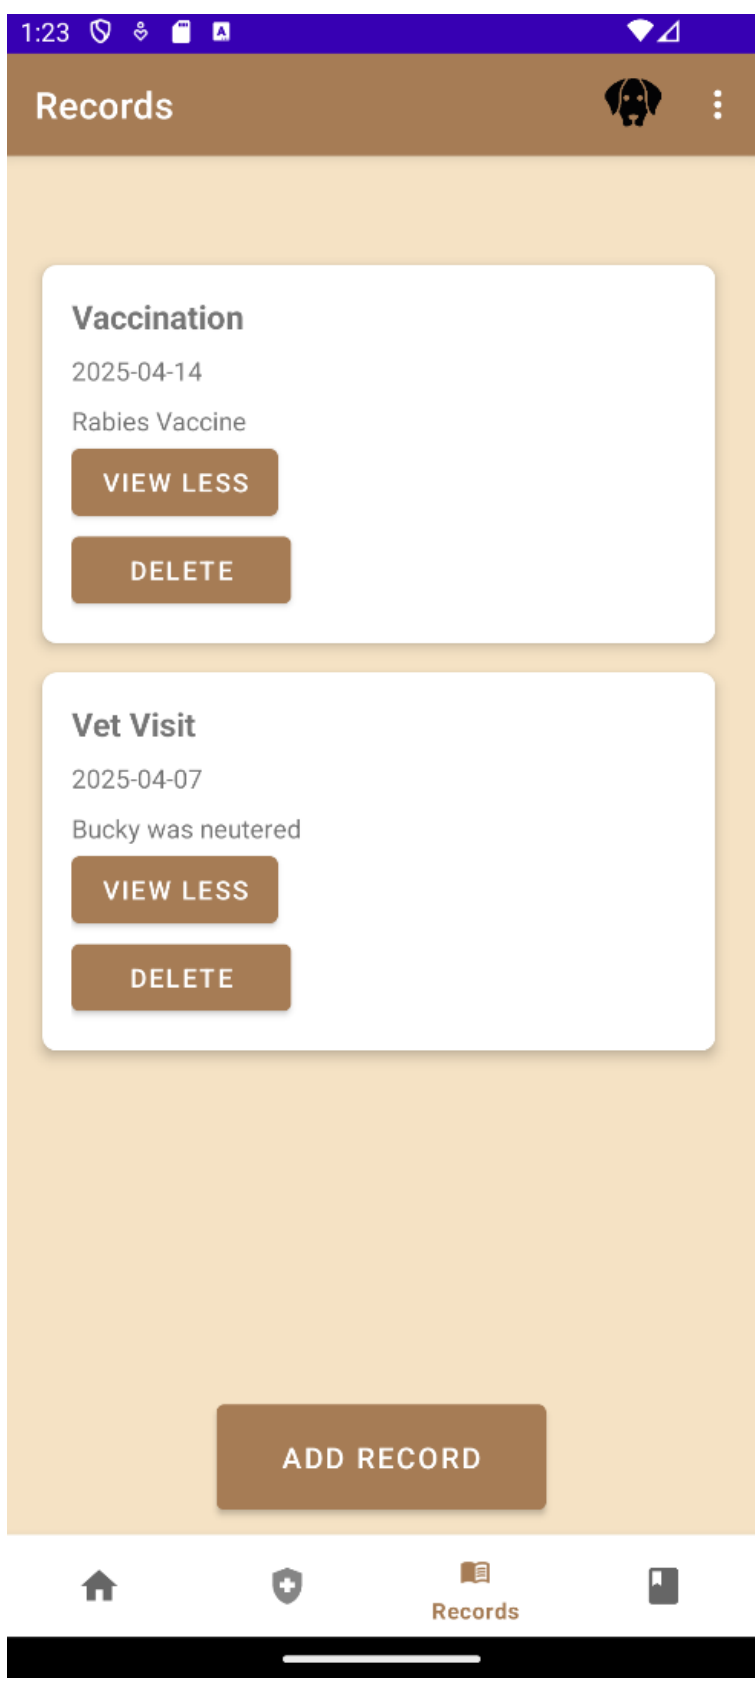 1:23
Records
Vaccination
2025-04-14
Rabies Vaccine
VIEW LESS
DELETE
Vet Visit
2025-04-07
Bucky was neutered
VIEW LESS
DELETE
ADD RECORD
Records